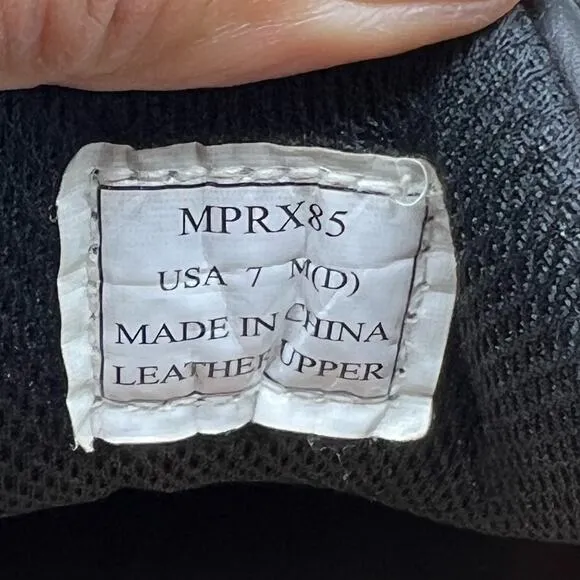 MPRX85
USA 7 M(D)
MADE IN CHINA
LEATHER UPPER